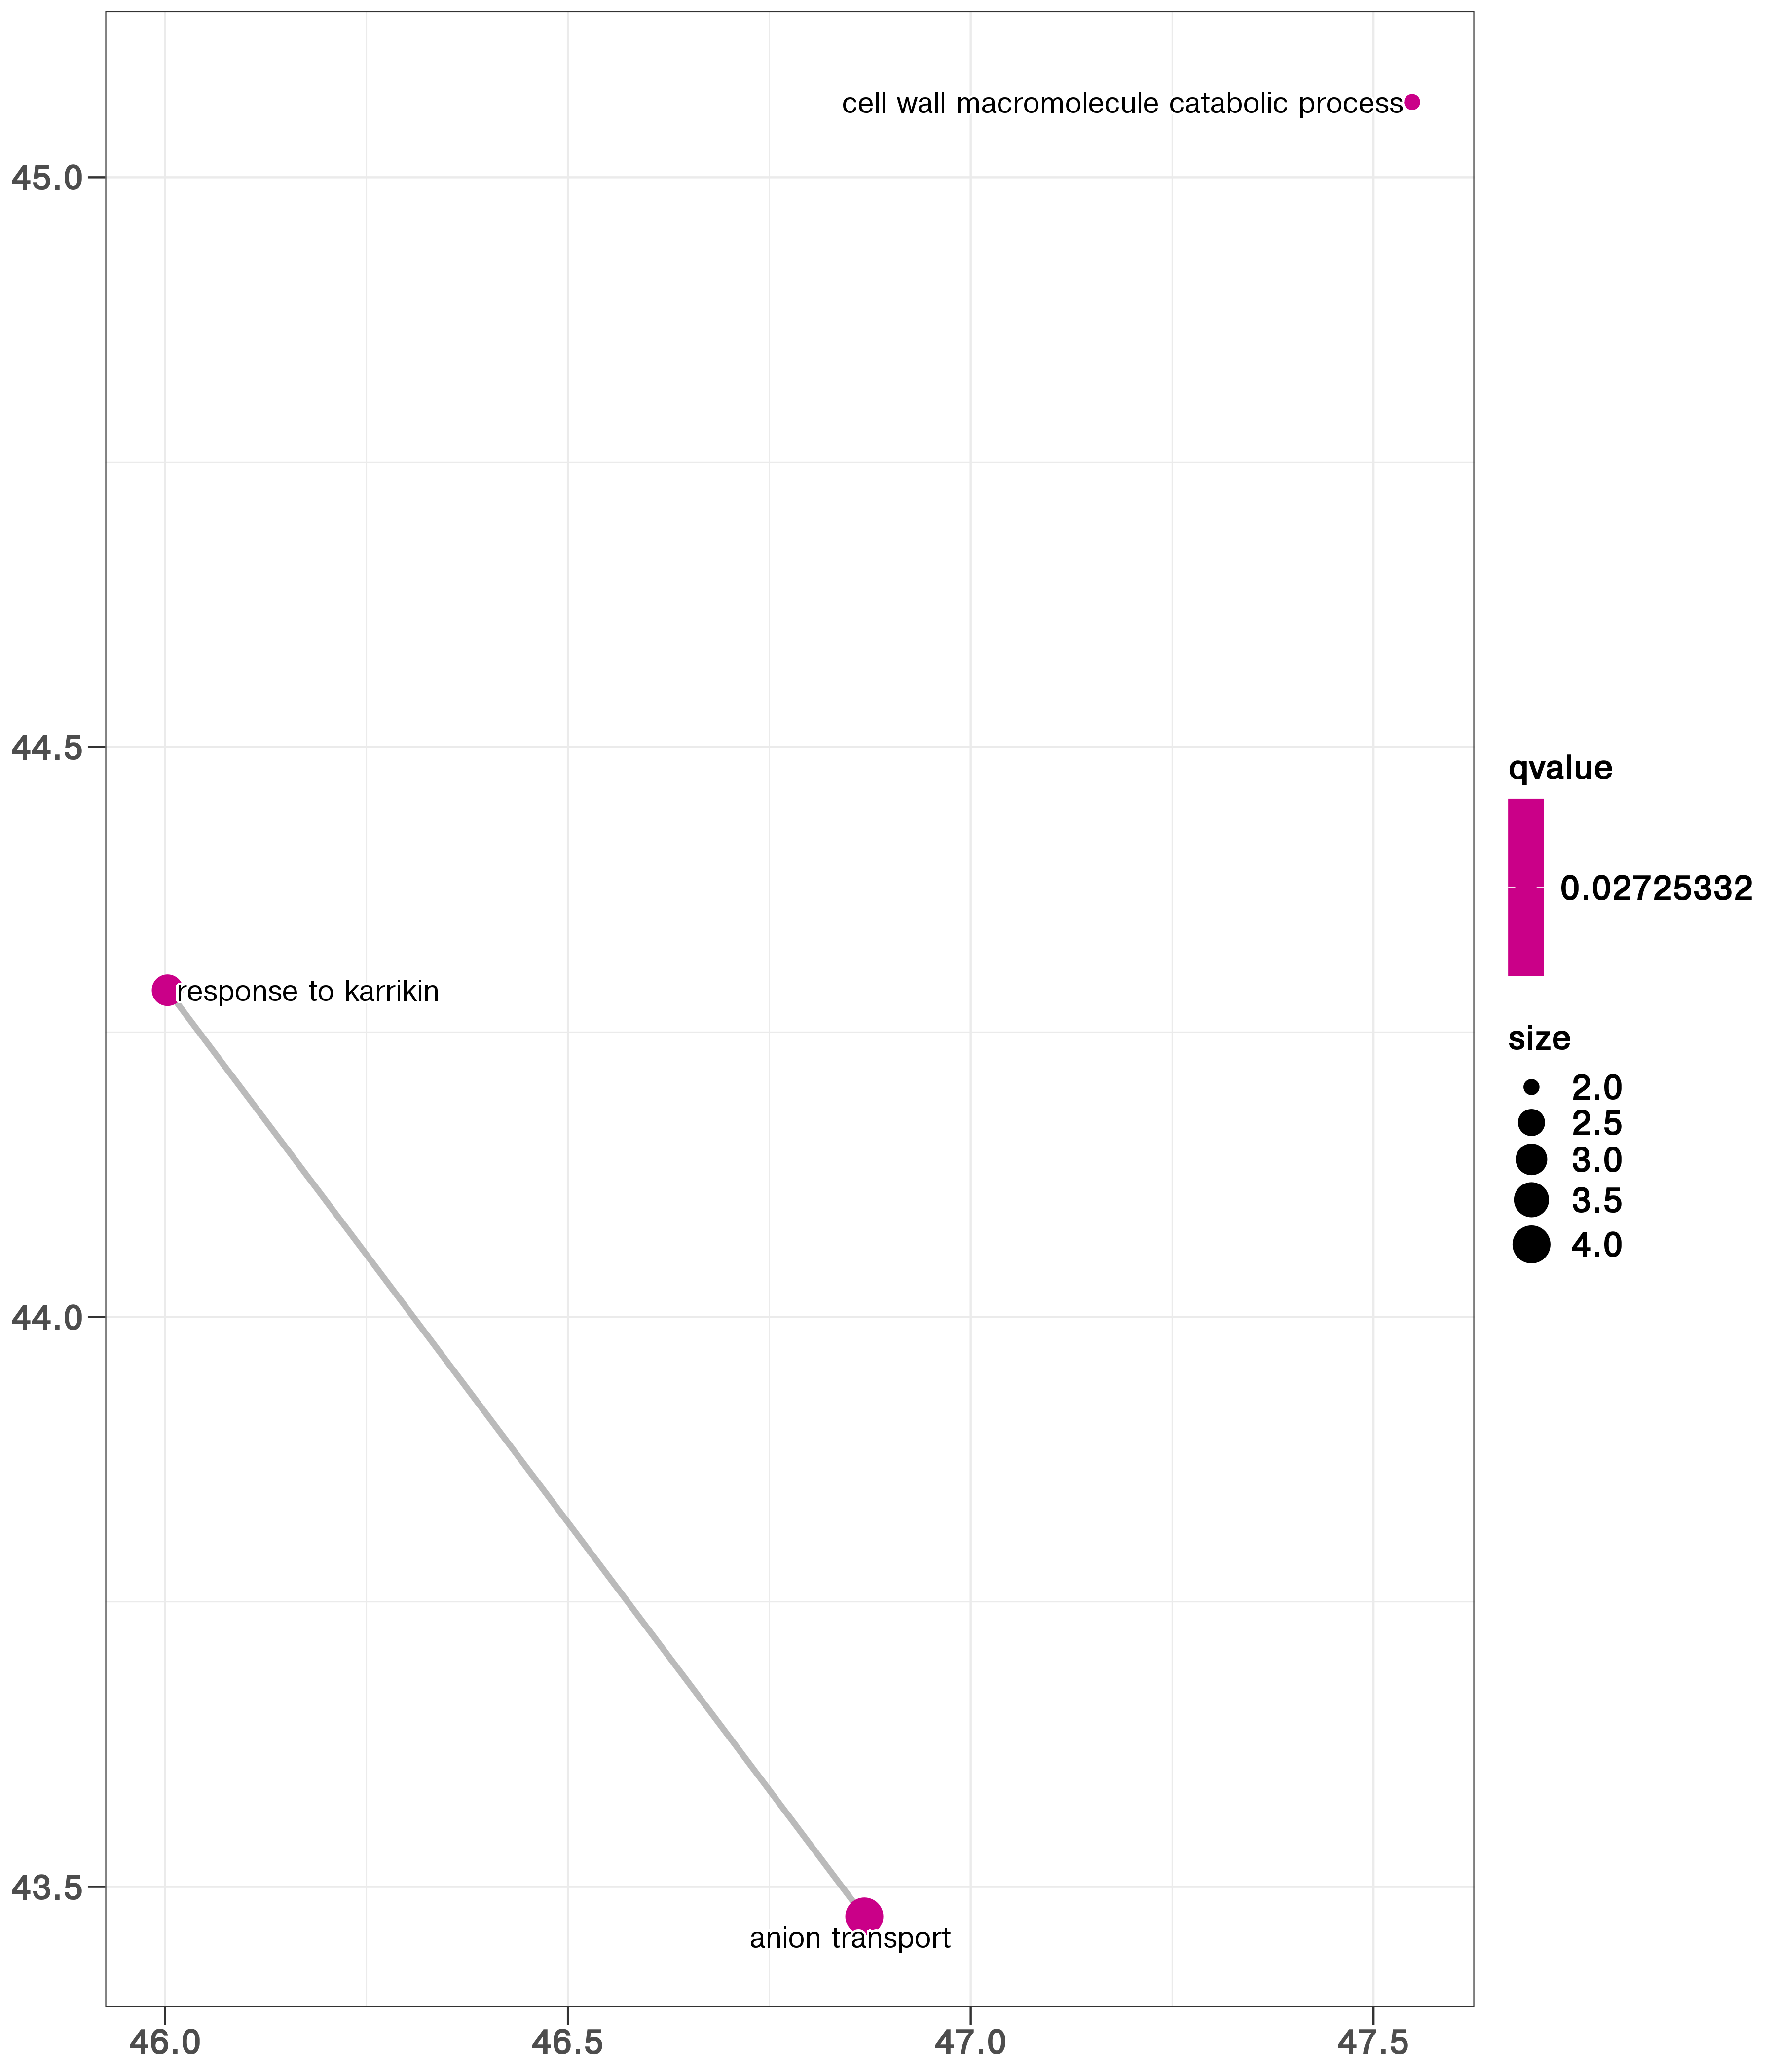 cell wall macromolecule catabolic process
45.0
44.5
response to karrikin
44.0
43.5
anion transport
46.0
46.5
47.0
47.5
qvalue
0.02725332
size
2.0
2.5
3.0
3.5
4.0